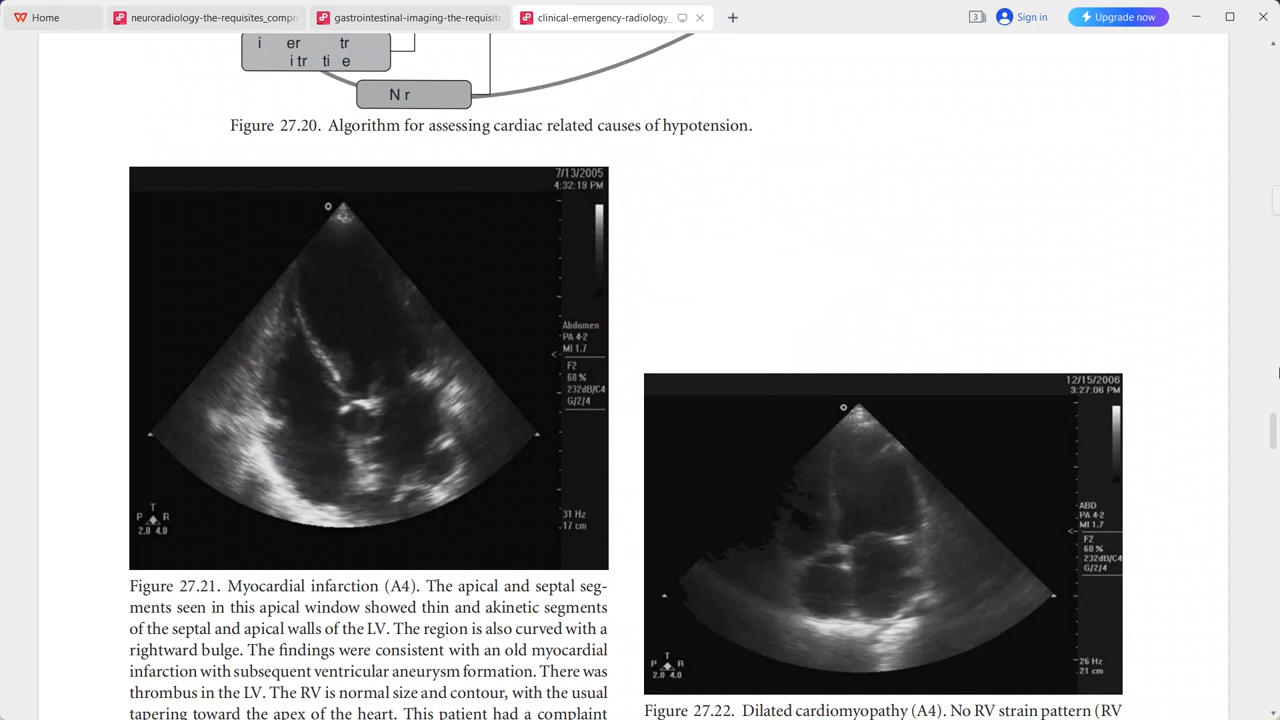 Home
neuroradiology-the-requisites_compr
gastrointestinal-imaging-the-requisite
clinical-emergency-radiology_
3
Sign in
Upgrade now
i er tr
i tr ti e
N r
Figure 27.20. Algorithm for assessing cardiac related causes of hypotension.
7/13/2005
4:32:19 PM
Abdomen
PA 4-2
MI 1.7
F2
60 %
232dB/C4
G/2/4
31 Hz
17 cm
T
P R
2.0 4.0
Figure 27.21. Myocardial infarction (A4). The apical and septal seg-
ments seen in this apical window showed thin and akinetic segments
of the septal and apical walls of the LV. The region is also curved with a
rightward bulge. The findings were consistent with an old myocardial
infarction with subsequent ventricular aneurysm formation. There was
thrombus in the LV. The RV is normal size and contour, with the usual
tapering toward the apex of the heart. This patient had a complaint
12/15/2006
3:27:06 PM
ABD
PA 4-2
MI 1.7
F2
60 %
232dB/C4
G/2/4
26 Hz
21 cm
T
P R
2.0 4.0
Figure 27.22. Dilated cardiomyopathy (A4). No RV strain pattern (RV